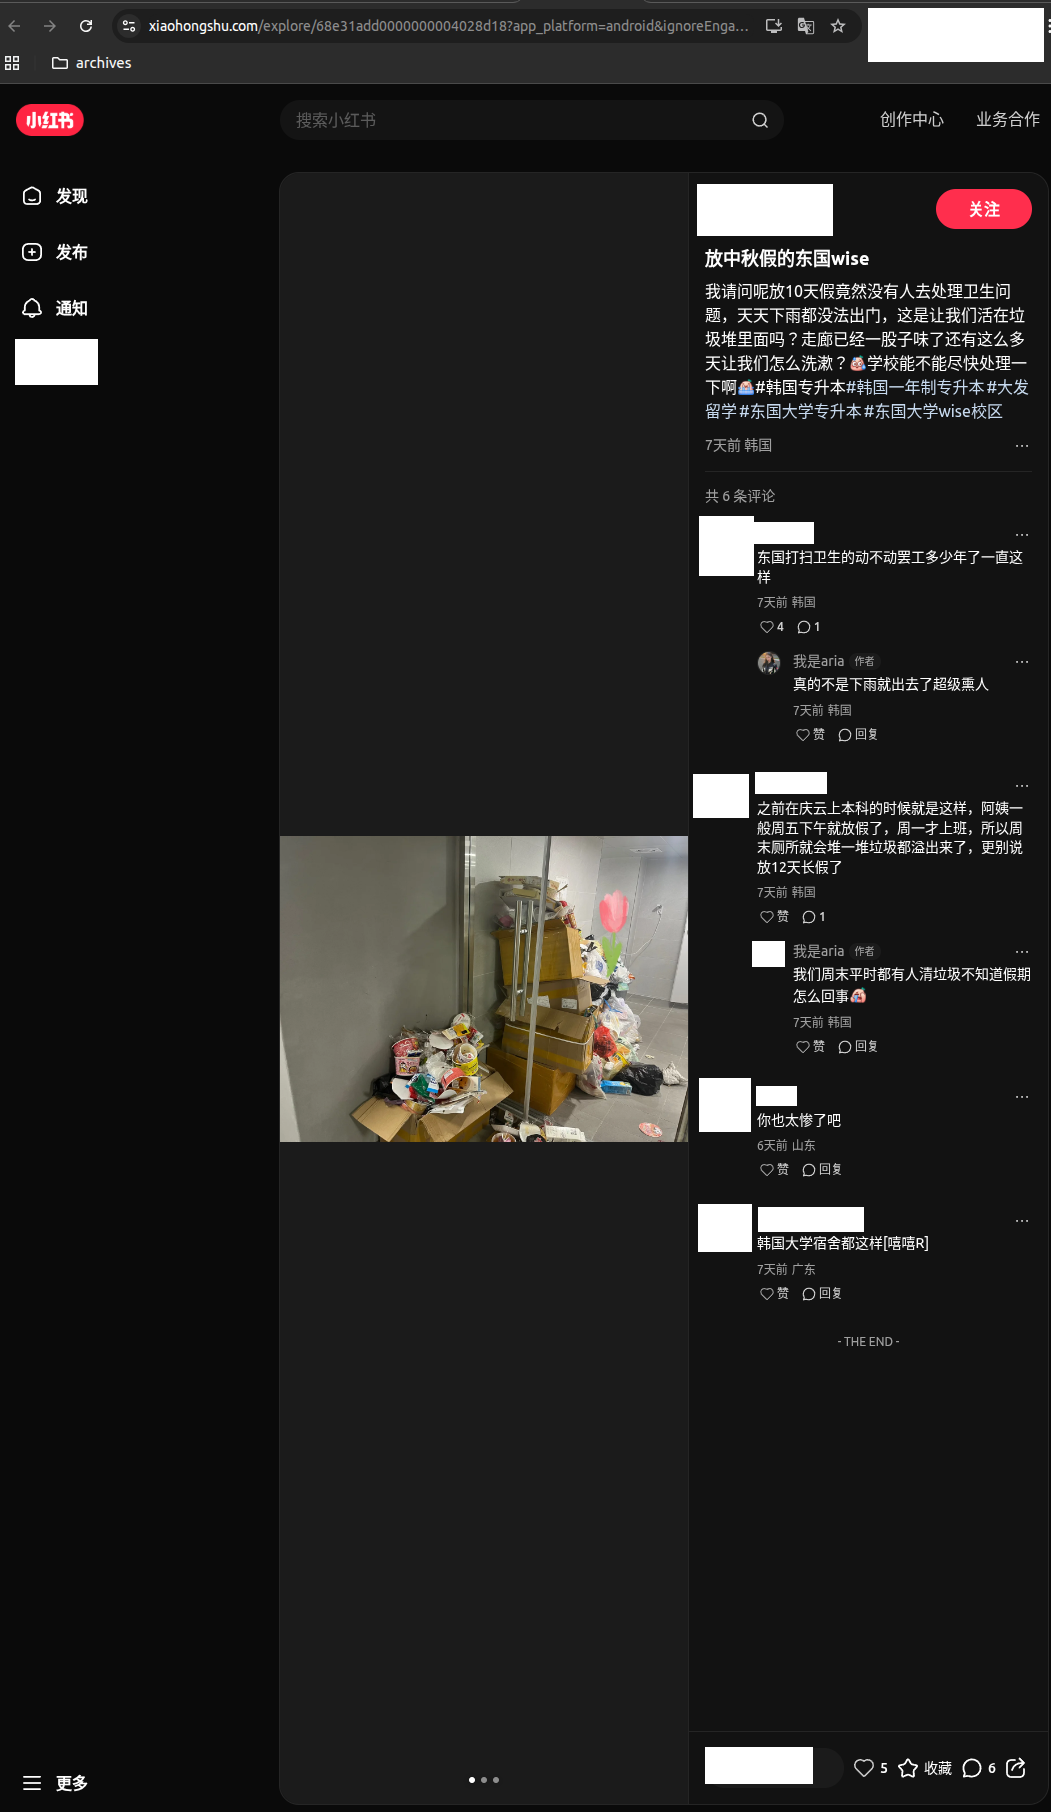 xiaohongshu.com/explore/68e31add0000000004028d18?app_platform=android&ignoreEnga...
archives
小红书
搜索小红书
创作中心
业务合作
发现
发布
通知
关注
放中秋假的东国wise
我请问呢放10天假竟然没有人去处理卫生问
题，天天下雨都没法出门，这是让我们活在垃
圾堆里面吗？走廊已经一股子味了还有这么多
天让我们怎么洗漱？🤡学校能不能尽快处理一
下啊#韩国专升本#韩国一年制专升本 #大发
留学 #东国大学专升本 #东国大学wise校区
7天前 韩国
共 6 条评论
东国打扫卫生的动不动罢工多少年了一直这
样
7天前 韩国
4 1
我是aria 作者
真的不是下雨就出去了超级熏人
7天前 韩国
赞 回复
之前在庆云上本科的时候就是这样，阿姨一
般周五下午就放假了，周一才上班，所以周
末厕所就会堆一堆垃圾都溢出来了，更别说
放12天长假了
7天前 韩国
赞 1
我是aria 作者
我们周末平时都有人清垃圾不知道假期
怎么回事
7天前 韩国
赞 回复
你也太惨了吧
6天前 山东
赞 回复
韩国大学宿舍都这样[嘻嘻R]
7天前 广东
赞 回复
- THE END -
更多
5 收藏 6